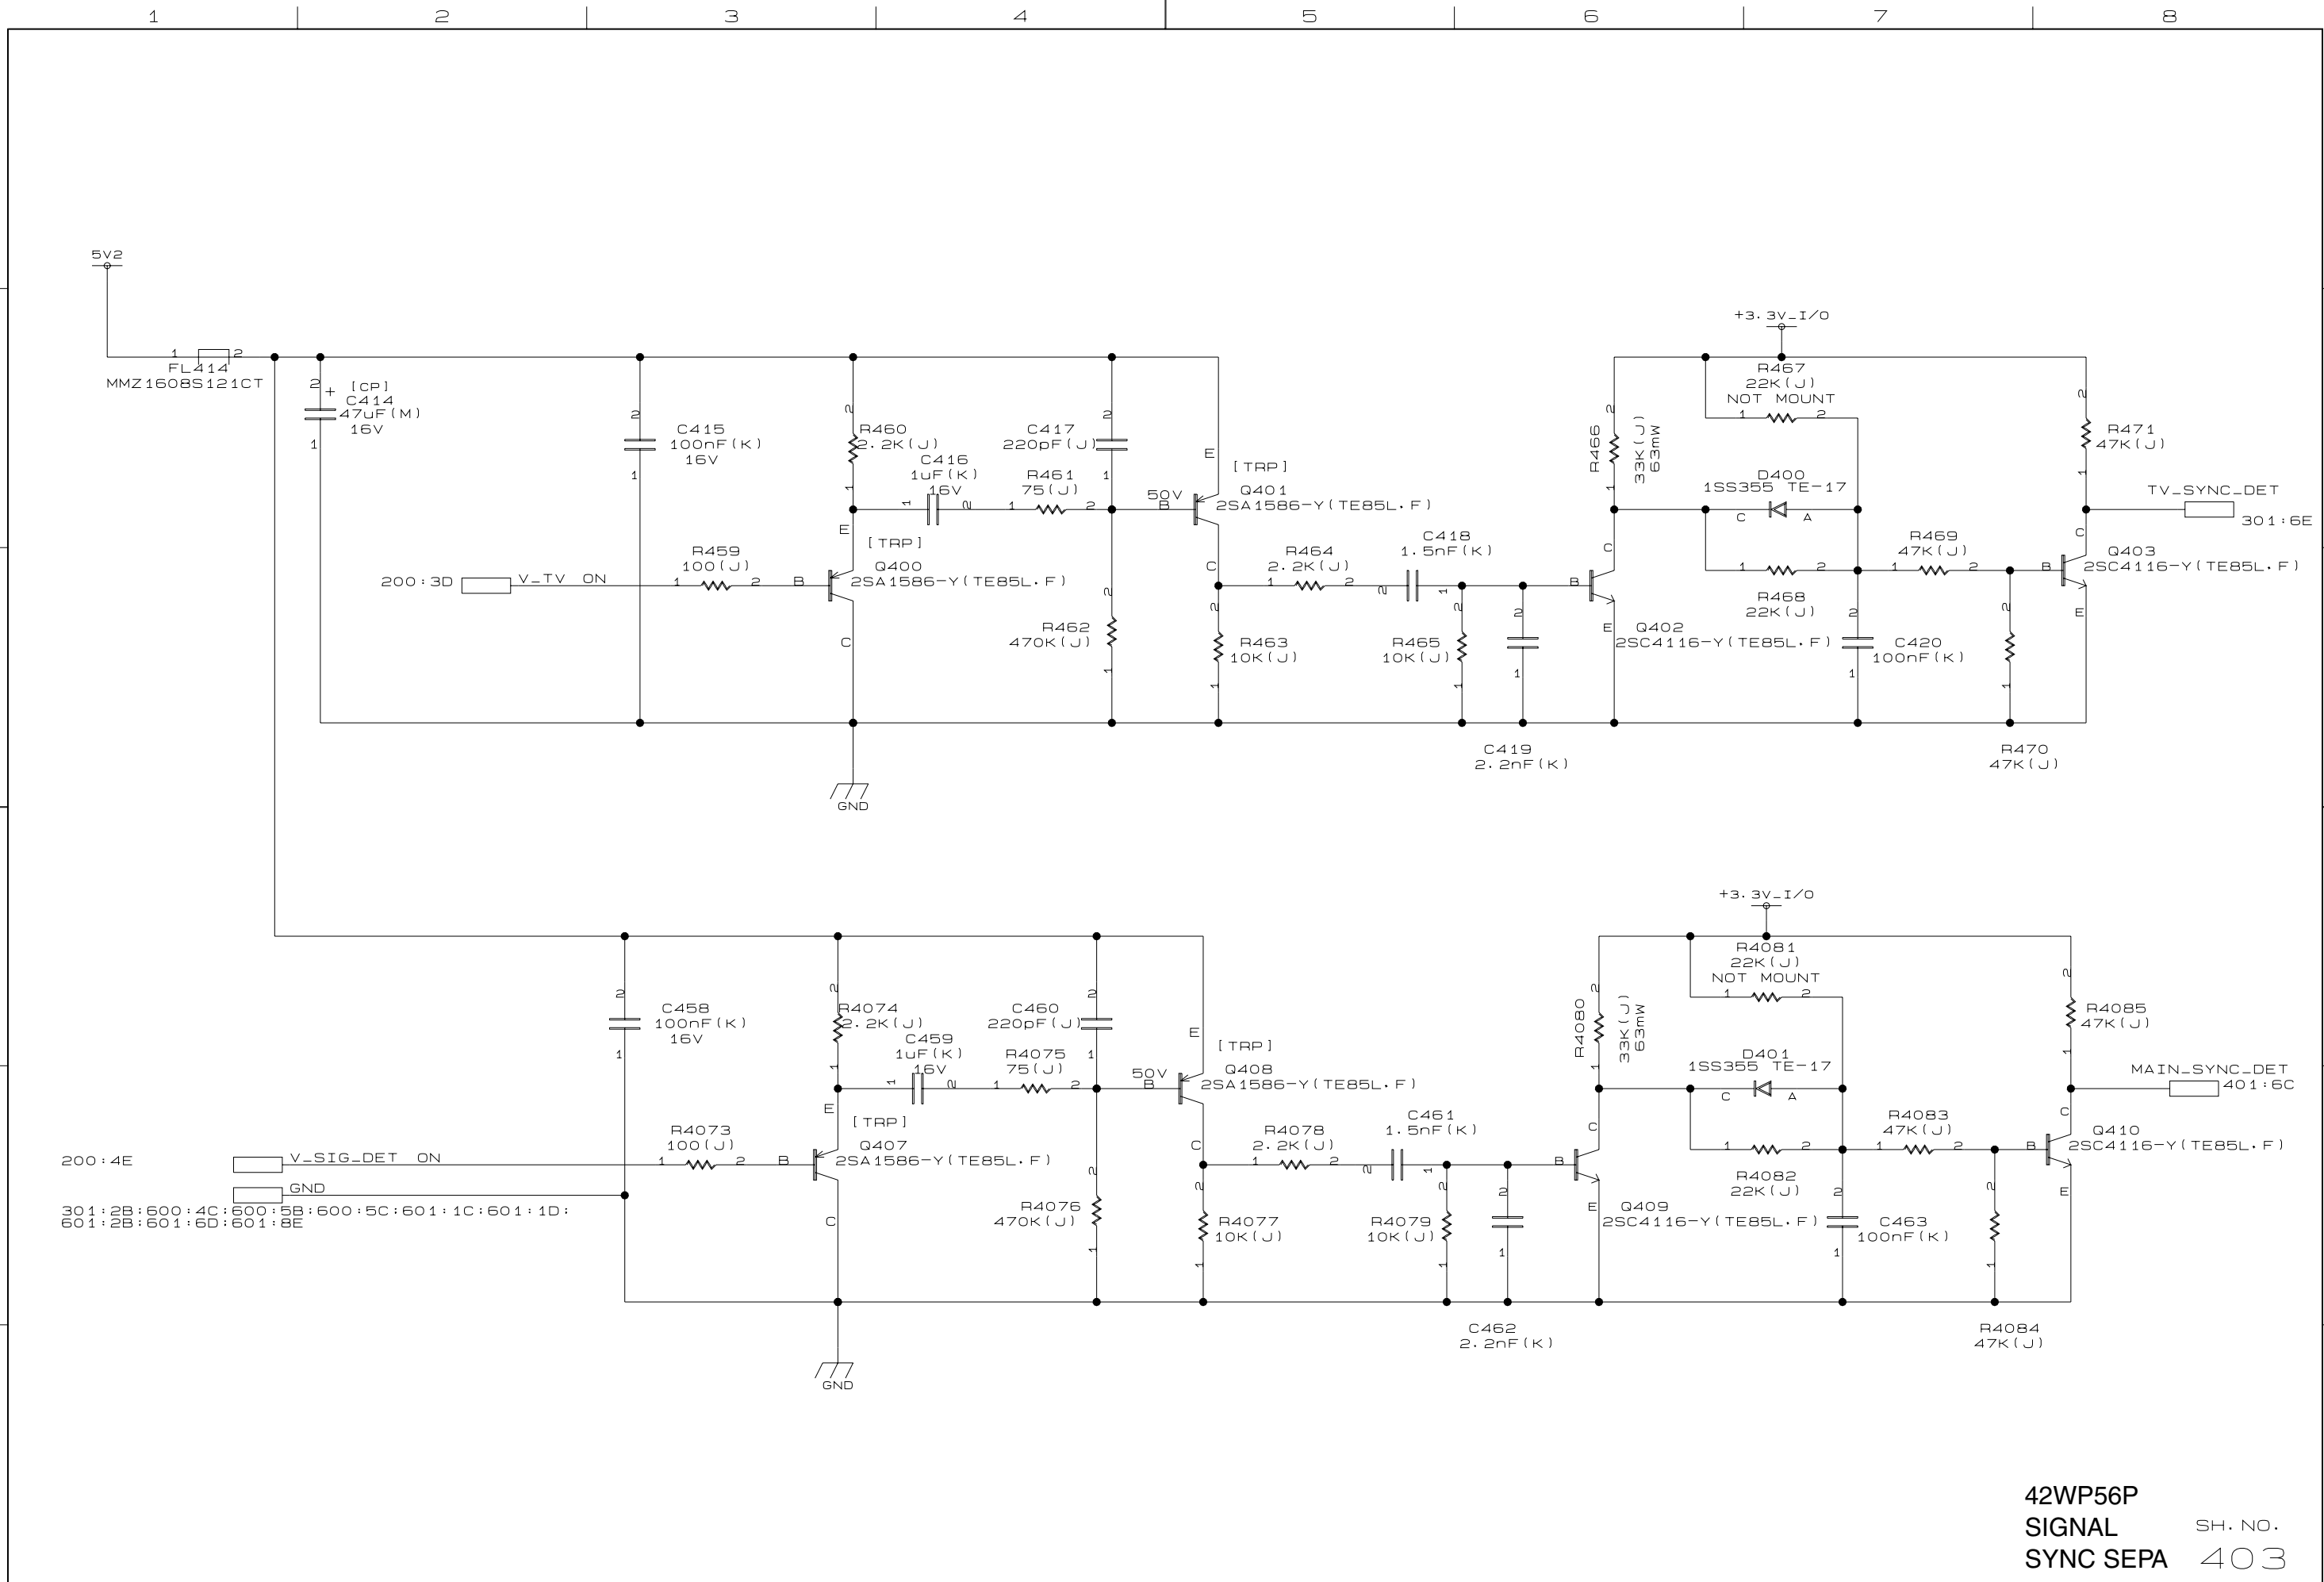 1 2 3 4 5 6 7 8
5V2
1 2
FL414
MMZ1608S121CT
2 + [CP]
C414
47uF(M)
16V
1
2
C415
100nF(K)
16V
1
2
R460
2.2K(J)
1
C416
1uF(K)
16V
1 2
R461
75(J)
1 2
C417
220pF(J)
2
1
E
[TRP]
50V
B
Q401
2SA1586-Y(TE85L.F)
C
200:3D
V_TV ON
R459
100(J)
1 2
B
E
[TRP]
Q400
2SA1586-Y(TE85L.F)
C
2
R462
470K(J)
1
2
R463
10K(J)
1
R464
2.2K(J)
1 2
C418
1.5nF(K)
2 1
2
R465
10K(J)
1
2
1
C419
2.2nF(K)
B
C
E
Q402
2SC4116-Y(TE85L.F)
+3.3V_I/O
2
R466
33K(J)
63mW
1
R467
22K(J)
NOT MOUNT
1 2
D400
1SS355 TE-17
C A
1 2
R468
22K(J)
2
C420
100nF(K)
1
R469
47K(J)
1 2
2
1
R470
47K(J)
2
R471
47K(J)
1
TV_SYNC_DET
301:6E
C
B
Q403
2SC4116-Y(TE85L.F)
E
GND
2
C458
100nF(K)
16V
1
2
R4074
2.2K(J)
1
C459
1uF(K)
16V
1 2
R4075
75(J)
1 2
C460
220pF(J)
2
1
E
[TRP]
50V
B
Q408
2SA1586-Y(TE85L.F)
C
200:4E
V_SIG_DET ON
GND
301:2B:600:4C:600:5B:600:5C:601:1C:601:1D:
601:2B:601:6D:601:8E
R4073
100(J)
1 2
B
E
[TRP]
Q407
2SA1586-Y(TE85L.F)
C
2
R4076
470K(J)
1
2
R4077
10K(J)
1
R4078
2.2K(J)
1 2
C461
1.5nF(K)
2 1
2
R4079
10K(J)
1
2
1
C462
2.2nF(K)
B
C
E
Q409
2SC4116-Y(TE85L.F)
+3.3V_I/O
2
R4080
33K(J)
63mW
1
R4081
22K(J)
NOT MOUNT
1 2
D401
1SS355 TE-17
C A
1 2
R4082
22K(J)
2
C463
100nF(K)
1
R4083
47K(J)
1 2
2
1
R4084
47K(J)
2
R4085
47K(J)
1
MAIN_SYNC_DET
401:6C
C
B
Q410
2SC4116-Y(TE85L.F)
E
GND
42WP56P
SIGNAL
SYNC SEPA
SH.NO.
403